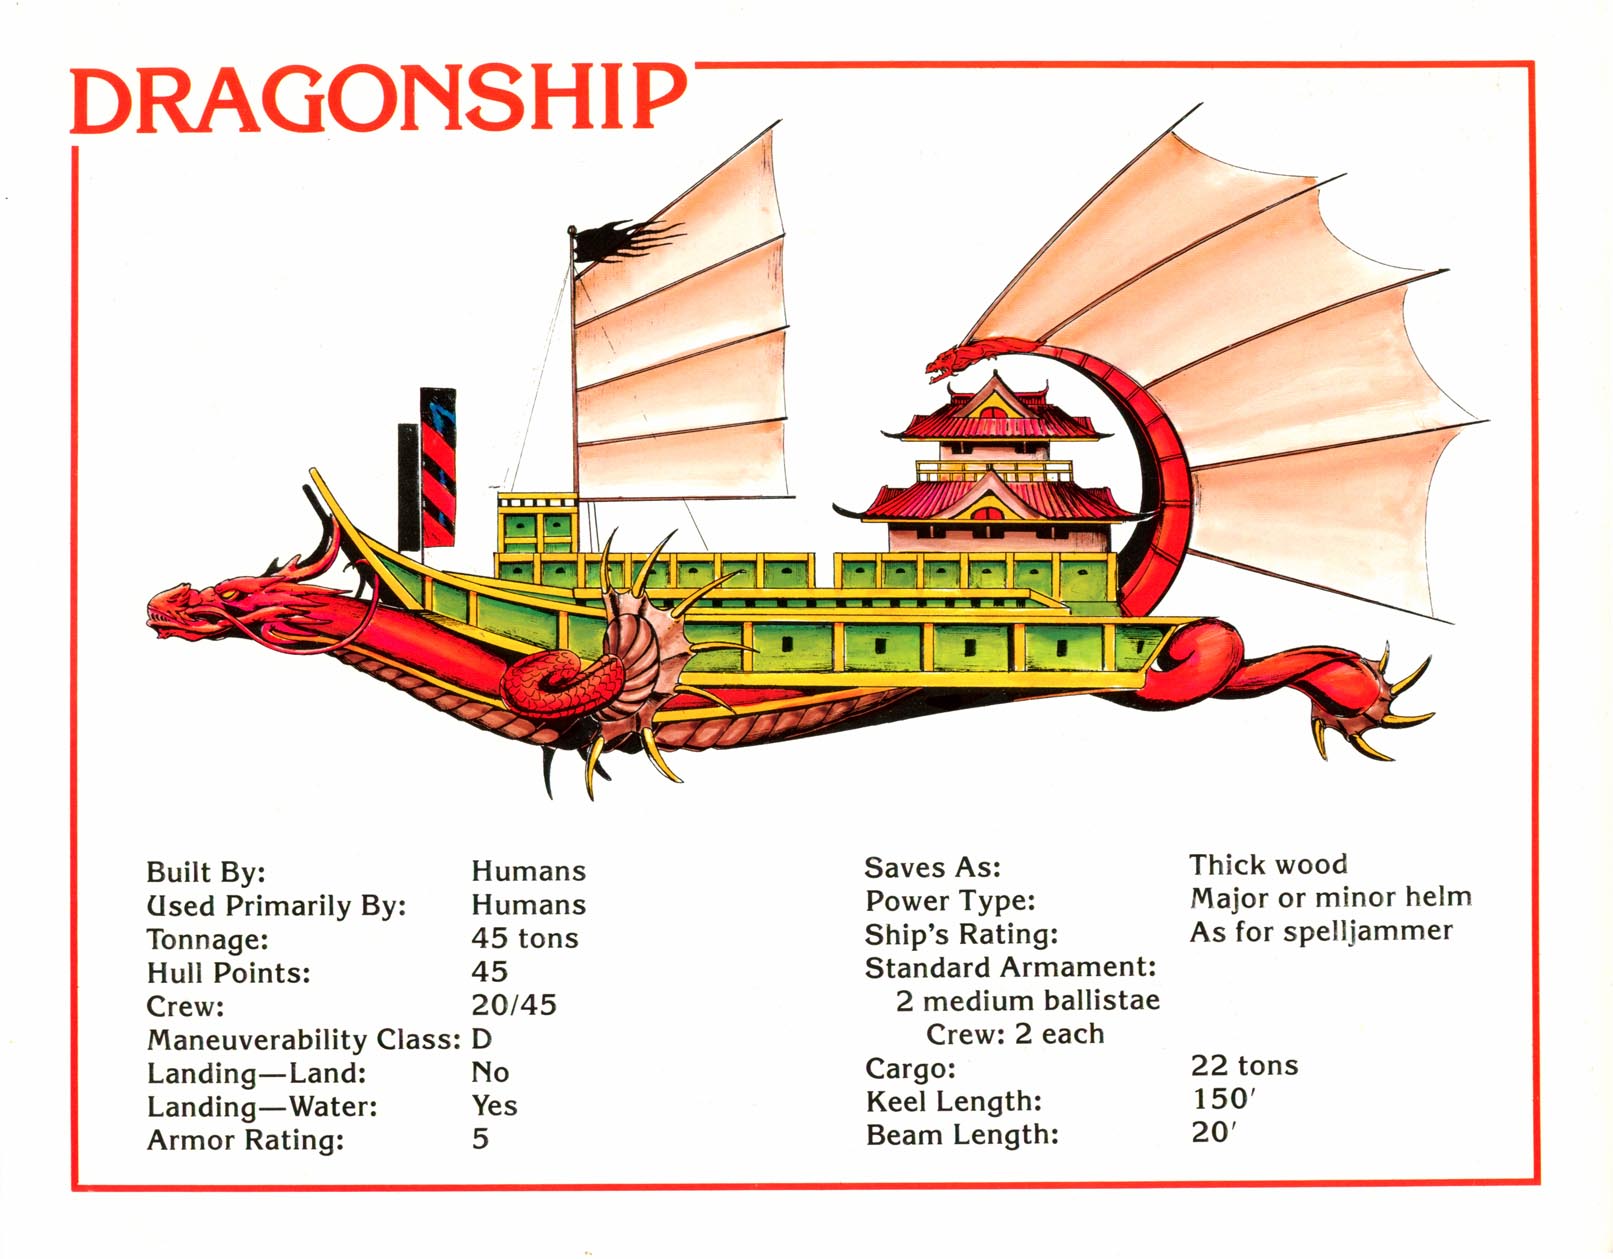 DRAGONSHIP
Built By: Humans
Used Primarily By: Humans
Tonnage: 45 tons
Hull Points: 45
Crew: 20/45
Maneuverability Class: D
Landing—Land: No
Landing—Water: Yes
Armor Rating: 5
Saves As: Thick wood
Power Type: Major or minor helm
Ship's Rating: As for spelljammer
Standard Armament:
2 medium ballistae
Crew: 2 each
Cargo: 22 tons
Keel Length: 150′
Beam Length: 20′